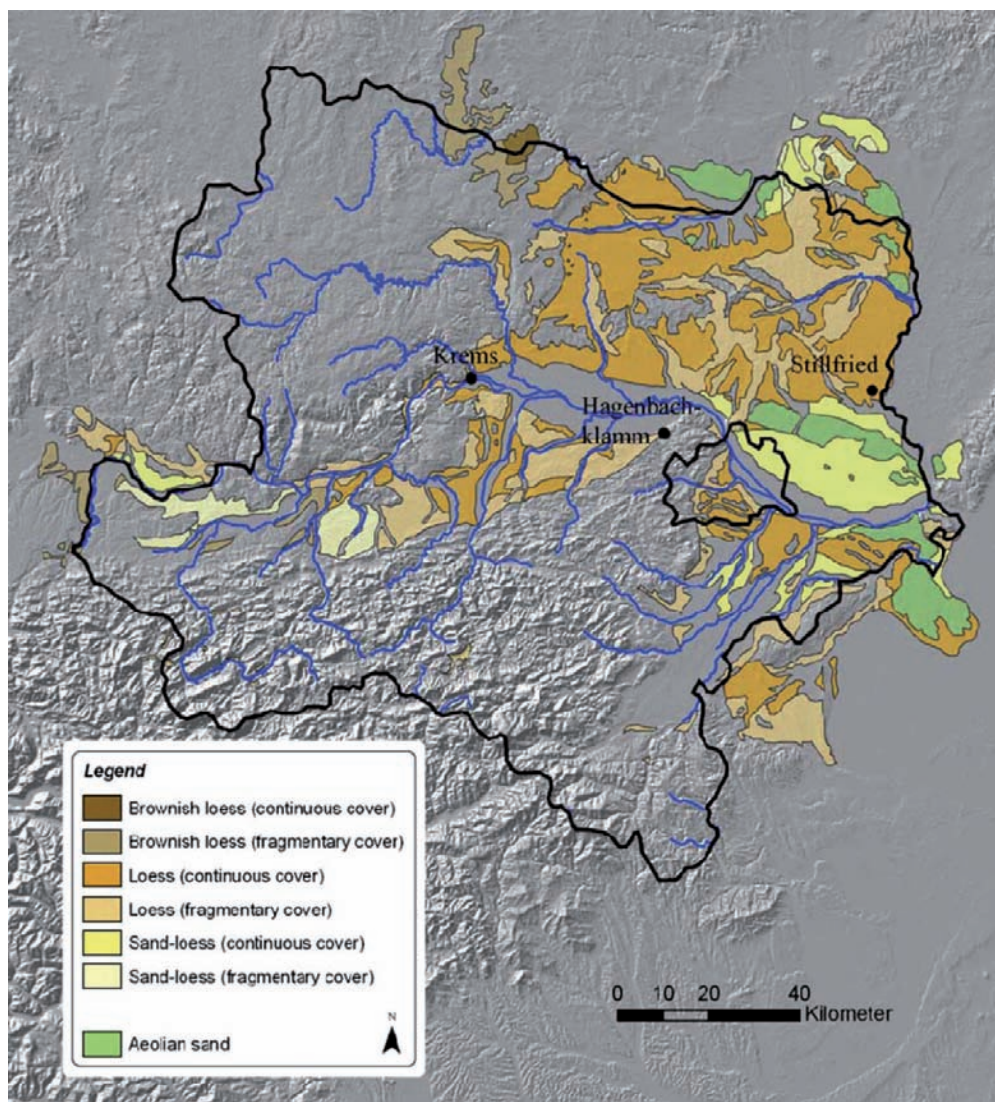 Krems
Stillfried
Hagenbach-
klamm
Legend
Brownish loess (continuous cover)
Brownish loess (fragmentary cover)
Loess (continuous cover)
Loess (fragmentary cover)
Sand-loess (continuous cover)
Sand-loess (fragmentary cover)
Aeolian sand
N
0 10 20 40
Kilometer